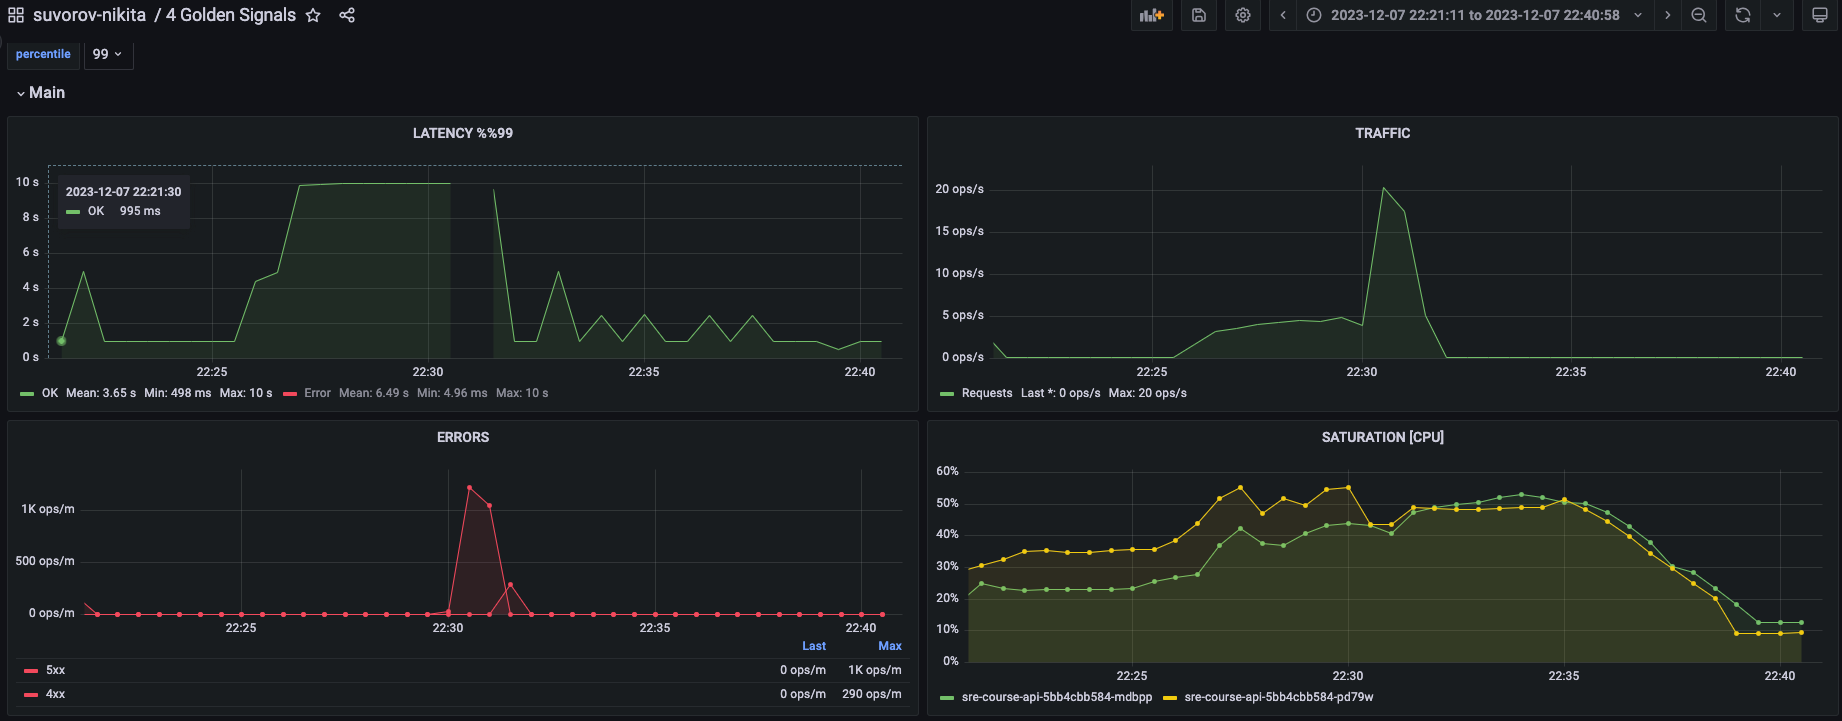 suvorov-nikita / 4 Golden Signals
2023-12-07 22:21:11 to 2023-12-07 22:40:58
percentile 99
Main
LATENCY %%99
10 s
8 s
6 s
4 s
2 s
0 s
2023-12-07 22:21:30
OK 995 ms
22:25 22:30 22:35 22:40
OK Mean: 3.65 s Min: 498 ms Max: 10 s Error Mean: 6.49 s Min: 4.96 ms Max: 10 s
TRAFFIC
20 ops/s
15 ops/s
10 ops/s
5 ops/s
0 ops/s
22:25 22:30 22:35 22:40
Requests Last *: 0 ops/s Max: 20 ops/s
ERRORS
1K ops/m
500 ops/m
0 ops/m
22:25 22:30 22:35 22:40
Last Max
5xx 0 ops/m 1K ops/m
4xx 0 ops/m 290 ops/m
SATURATION [CPU]
60%
50%
40%
30%
20%
10%
0%
22:25 22:30 22:35 22:40
sre-course-api-5bb4cbb584-mdbpp sre-course-api-5bb4cbb584-pd79w